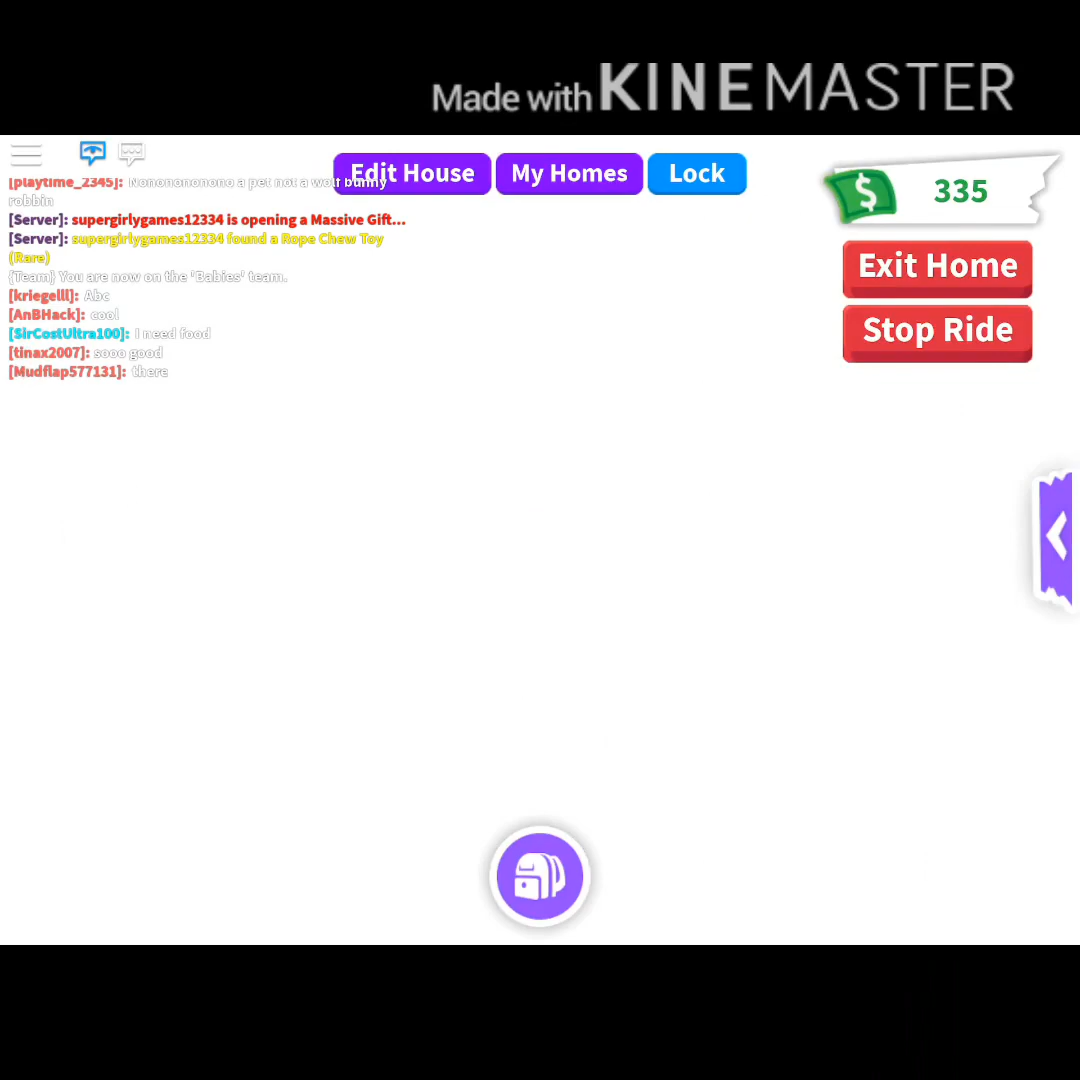 Made with KINEMASTER
Edit House My Homes Lock
335
Exit Home
Stop Ride
[playtime_2345]: Nonononononono a pet not a wolf bunny
robbin
[Server]: supergirlygames12334 is opening a Massive Gift...
[Server]: supergirlygames12334 found a Rope Chew Toy
(Rare)
{Team} You are now on the 'Babies' team.
[kriegelll]: Abc
[AnBHack]: cool
[SirCostUltra100]: I need food
[tinax2007]: sooo good
[Mudflap577131]: there